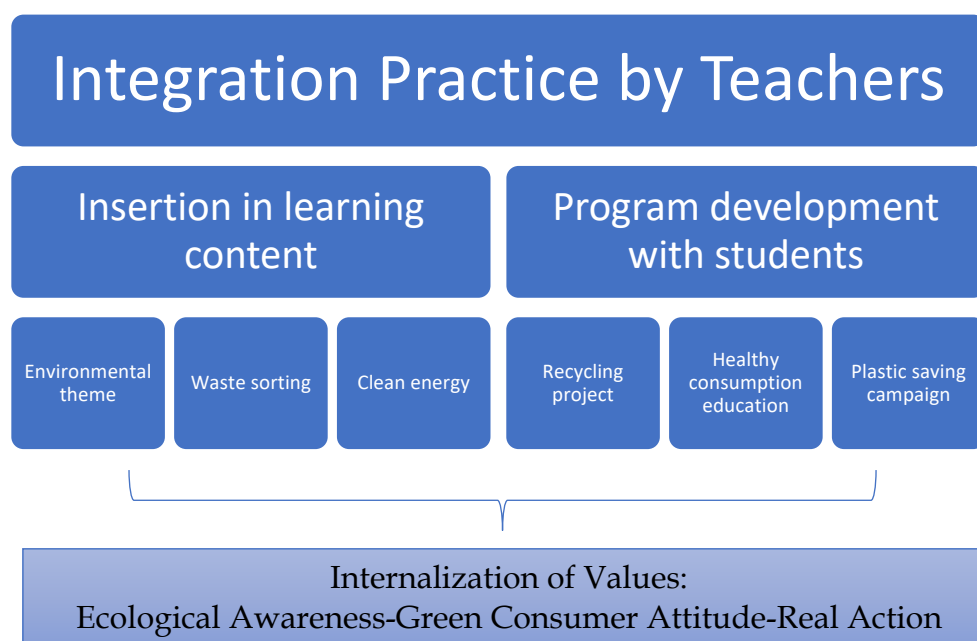 Integration Practice by Teachers
Insertion in learning
content
Program development
with students
Environmental
theme
Waste sorting
Clean energy
Recycling
project
Healthy
consumption
education
Plastic saving
campaign
Internalization of Values:
Ecological Awareness-Green Consumer Attitude-Real Action